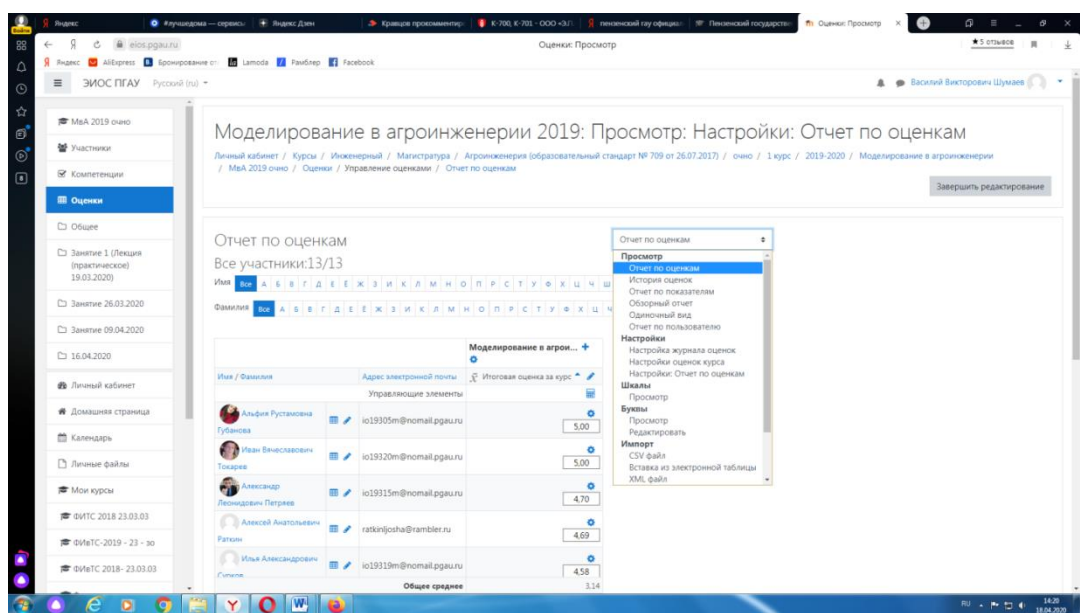 Войти
Яндекс
#лучшедома — сервисы
Яндекс Дзен
Кравцов прокомментир
К-700, К-701 - ООО «ЗЛ
пензенский гау официал
Пензенский государстве
Оценки: Просмотр
eios.pgau.ru
Оценки: Просмотр
★5 отзывов
Яндекс
AliExpress
Бронирование от
Lamoda
Рамблер
Facebook
ЭИОС ПГАУ
Русский (ru)
Василий Викторович Шумаев
МвА 2019 очно
Участники
Компетенции
Оценки
Общее
Занятие 1 (Лекция
(практическое)
19.03.2020)
Занятие 26.03.2020
Занятие 09.04.2020
16.04.2020
Личный кабинет
Домашняя страница
Календарь
Личные файлы
Мои курсы
ФИТС 2018 23.03.03
ФИвТС-2019 - 23 - зо
ФИвТС 2018- 23.03.03
Моделирование в агроинженерии 2019: Просмотр: Настройки: Отчет по оценкам
Личный кабинет / Курсы / Инженерный / Магистратура / Агроинженерия (образовательный стандарт № 709 от 26.07.2017) / очно / 1 курс / 2019-2020 / Моделирование в агроинженерии
/ МвА 2019 очно / Оценки / Управление оценками / Отчет по оценкам
Завершить редактирование
Отчет по оценкам
Все участники:13/13
Имя Все А Б В Г Д Е Ё Ж З И К Л М Н О П Р С Т У Ф Х Ц Ч Ш
Фамилия Все А Б В Г Д Е Ё Ж З И К Л М Н О П Р С Т У Ф Х Ц Ч
Отчет по оценкам
Просмотр
Отчет по оценкам
История оценок
Отчет по показателям
Обзорный отчет
Одиночный вид
Отчет по пользователю
Настройки
Настройка журнала оценок
Настройки оценок курса
Настройки: Отчет по оценкам
Шкалы
Просмотр
Буквы
Просмотр
Редактировать
Импорт
CSV файл
Вставка из электронной таблицы
XML файл
Моделирование в агрои...
Имя / Фамилия
Адрес электронной почты
Итоговая оценка за курс
Управляющие элементы
Альфия Рустамовна
Губанова
io19305m@nomail.pgau.ru
5,00
Иван Вячеславович
Токарев
io19320m@nomail.pgau.ru
5,00
Александр
Леонидович Петряев
io19315m@nomail.pgau.ru
4,70
Алексей Анатольевич
Раткин
ratkinljosha@rambler.ru
4,69
Илья Александрович
io19319m@nomail.pgau.ru
4,58
Общее среднее
3,14
RU
14:20
18.04.2020